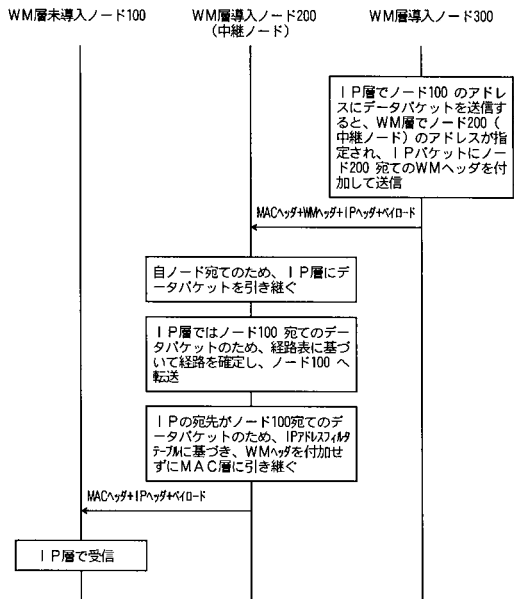 WM層未導入ノード100
WM層導入ノード200
(中継ノード)
WM層導入ノード300
IP層でノード100 のアドレ
スにデータパケットを送信す
ると、WM層でノード200 (
中継ノード) のアドレスが指
定され、IPパケットにノー
ド200 宛てのWMヘッダを付
加して送信
MACヘッダ+WMヘッダ+IPヘッダ+ペイロード
自ノード宛てのため、IP層にデ
ータパケットを引き継ぐ
IP層ではノード100 宛てのデー
タパケットのため、経路表に基づ
いて経路を確定し、ノード100 へ
転送
IPの宛先がノード100宛てのデ
ータパケットのため、IPアドレスフィルタ
テーブルに基づき、WMヘッダを付加せ
ずにMAC層に引き継ぐ
MACヘッダ+IPヘッダ+ペイロード
IP層で受信